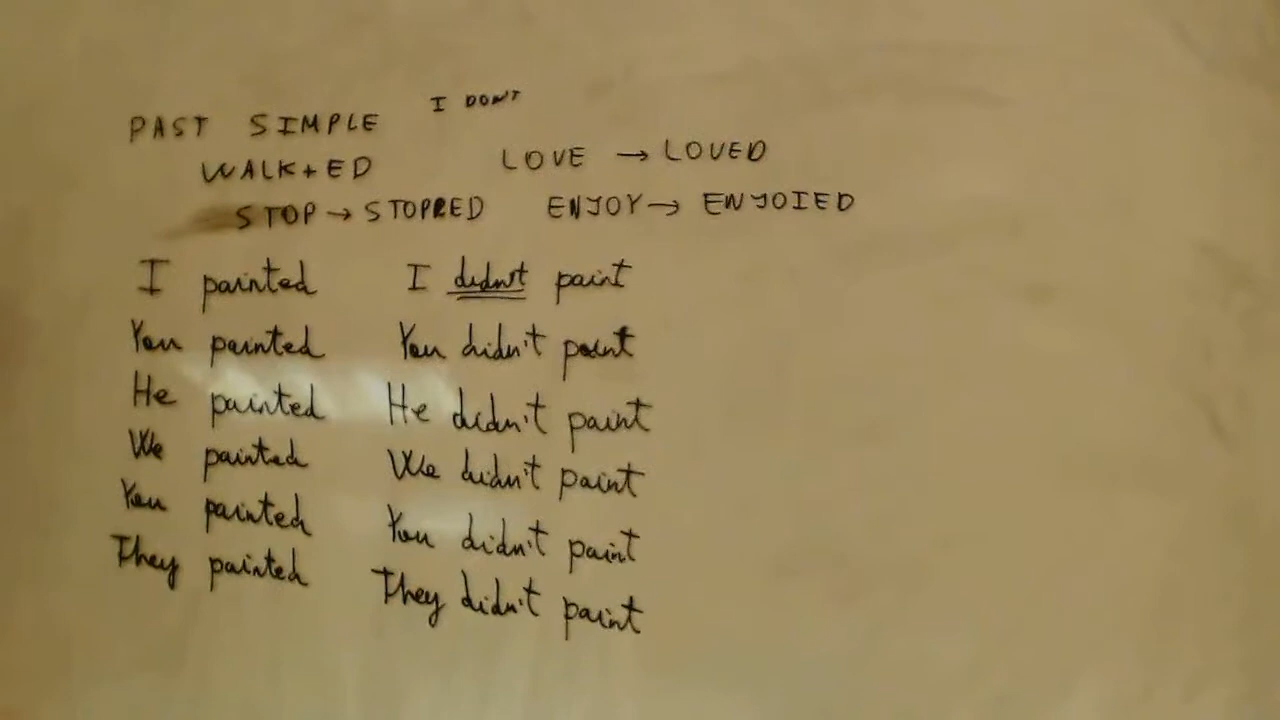 I DON'T
PAST SIMPLE
WALK+ED LOVE → LOVED
STOP → STOPPED ENJOY → ENJOIED
I painted I didn't paint
You painted You didn't paint
He painted He didn't paint
We painted We didn't paint
You painted You didn't paint
They painted They didn't paint